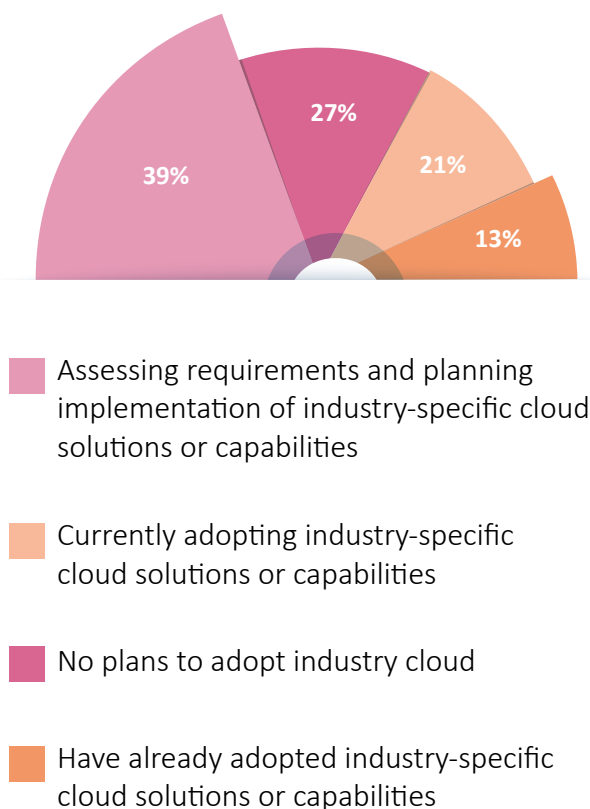 39%
27%
21%
13%
Assessing requirements and planning
implementation of industry-specific cloud
solutions or capabilities
Currently adopting industry-specific
cloud solutions or capabilities
No plans to adopt industry cloud
Have already adopted industry-specific
cloud solutions or capabilities